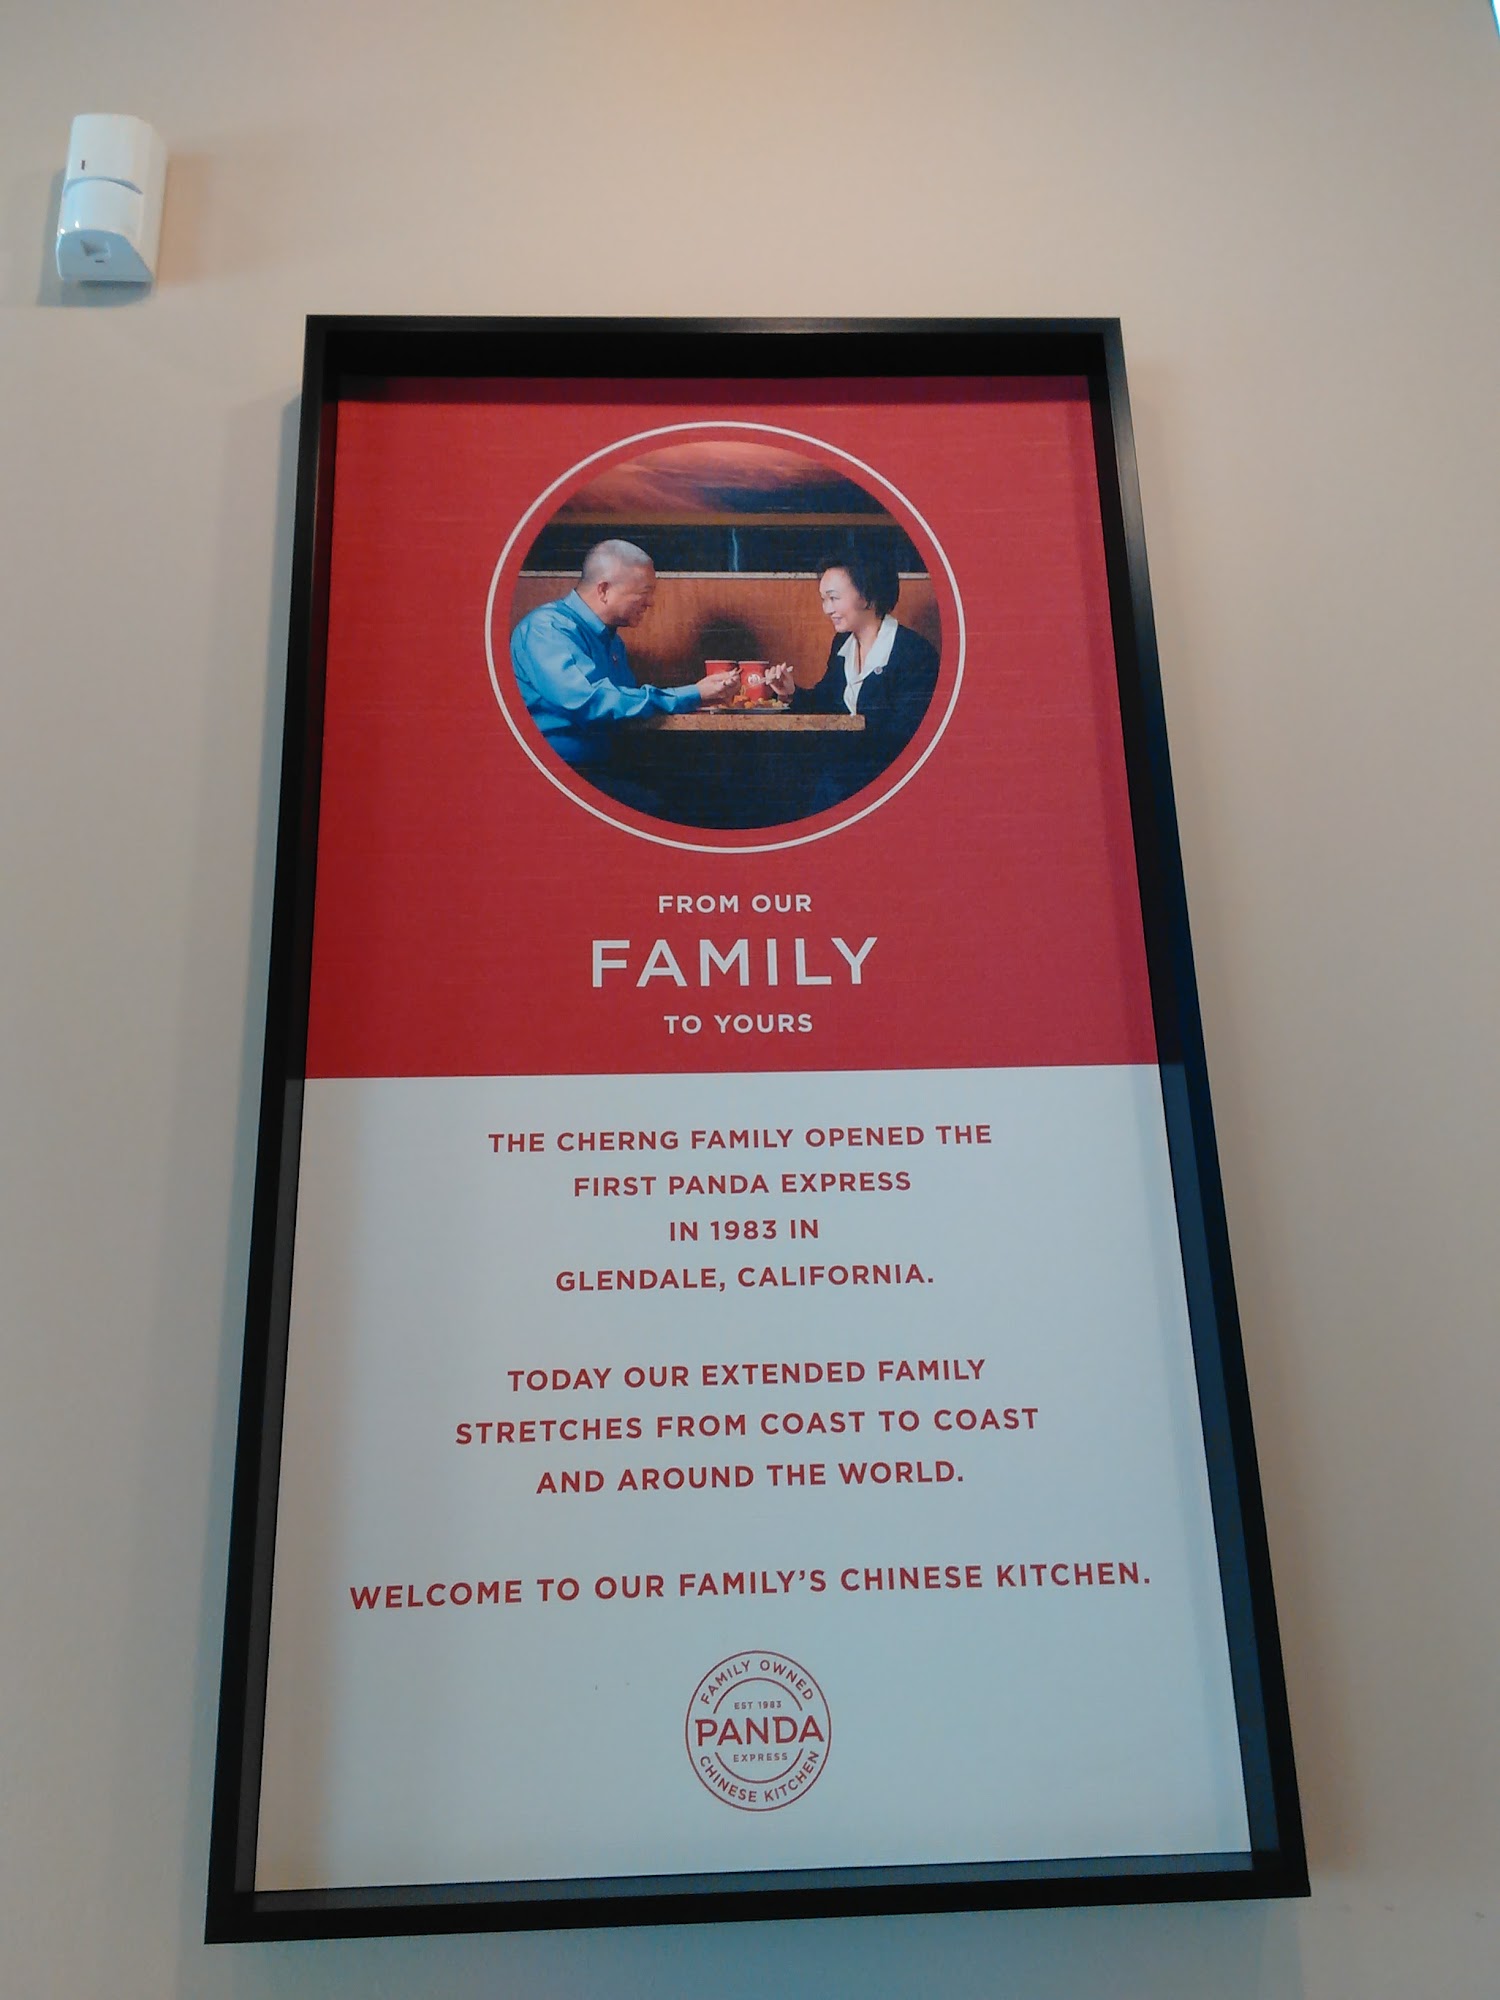 FROM OUR
FAMILY
TO YOURS
THE CHERNG FAMILY OPENED THE
FIRST PANDA EXPRESS
IN 1983 IN
GLENDALE, CALIFORNIA.
TODAY OUR EXTENDED FAMILY
STRETCHES FROM COAST TO COAST
AND AROUND THE WORLD.
WELCOME TO OUR FAMILY’S CHINESE KITCHEN.
FAMILY OWNED
EST 1983
PANDA
EXPRESS
CHINESE KITCHEN